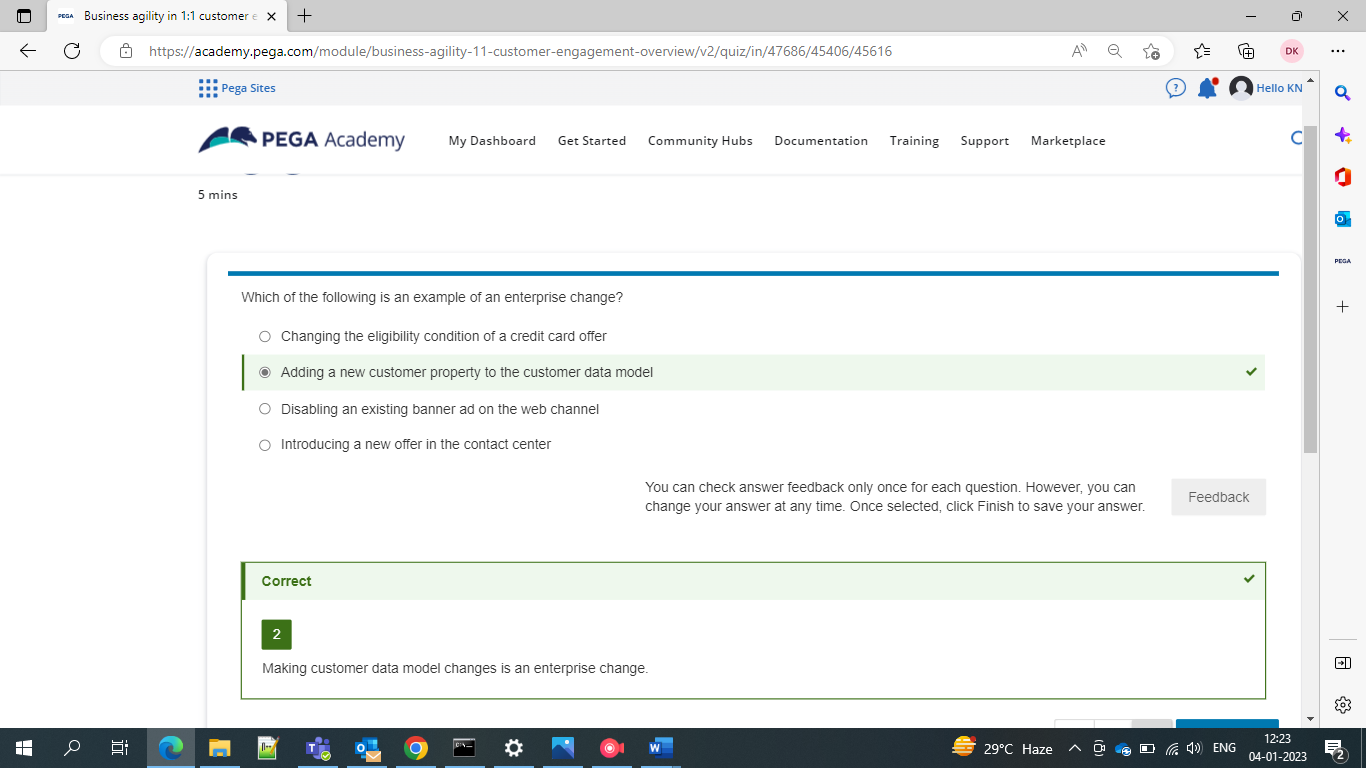 PEGA Business agility in 1:1 customer e
https://academy.pega.com/module/business-agility-11-customer-engagement-overview/v2/quiz/in/47686/45406/45616
DK
Pega Sites
Hello KN
PEGA Academy
My Dashboard Get Started Community Hubs Documentation Training Support Marketplace
5 mins
PEGA
Which of the following is an example of an enterprise change?
Changing the eligibility condition of a credit card offer
Adding a new customer property to the customer data model
Disabling an existing banner ad on the web channel
Introducing a new offer in the contact center
You can check answer feedback only once for each question. However, you can
change your answer at any time. Once selected, click Finish to save your answer.
Feedback
Correct
2
Making customer data model changes is an enterprise change.
29°C Haze
ENG
12:23
04-01-2023
2